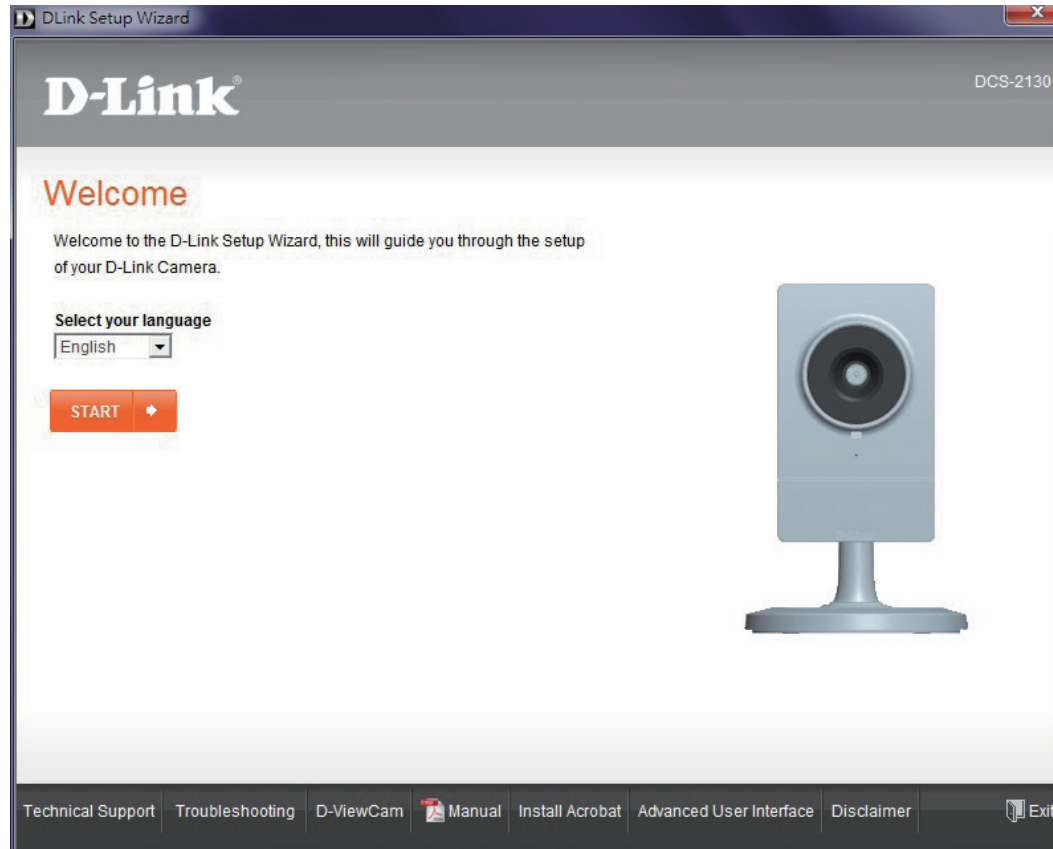 DLink Setup Wizard
X
D-Link®
DCS-2130
Welcome
Welcome to the D-Link Setup Wizard, this will guide you through the setup
of your D-Link Camera.
Select your language
English
START
Technical Support Troubleshooting D-ViewCam Manual Install Acrobat Advanced User Interface Disclaimer Exit